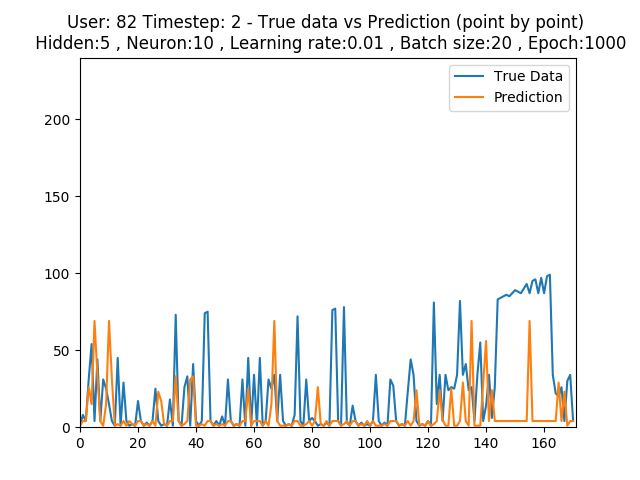 User: 82 Timestep: 2 - True data vs Prediction (point by point)
Hidden:5 , Neuron:10 , Learning rate:0.01 , Batch size:20 , Epoch:1000
True Data
Prediction
200
150
100
50
0
0 20 40 60 80 100 120 140 160